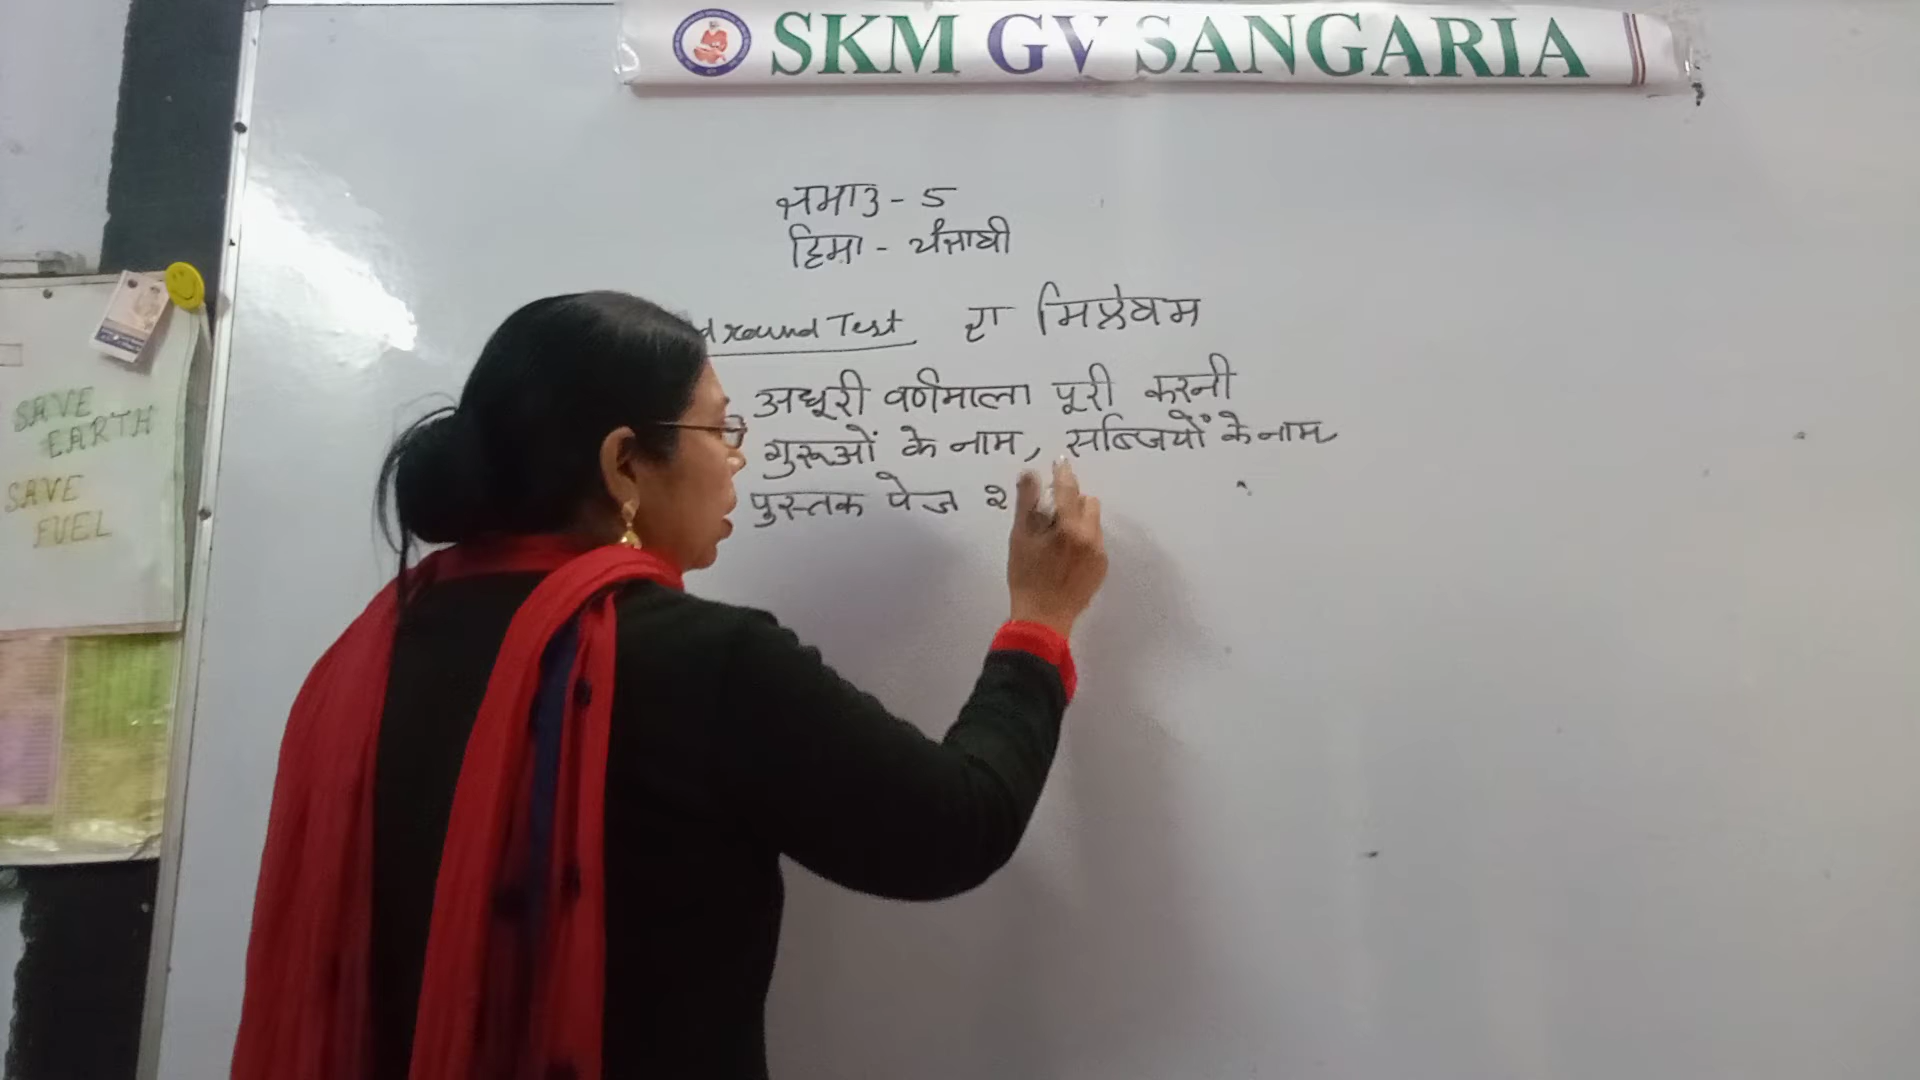 SKM GV SANGARIA
ਜਮਾਤ - 5
ਵਿਸ਼ਾ - ਪੰਜਾਬੀ
d round Test ਦਾ ਸਿਲੇਬਸ
अधूरी वर्णमाला पूरी करनी
गुरूओं के नाम, सब्जियों के नाम
पुस्तक पेज २
SAVE
EARTH
SAVE
FUEL